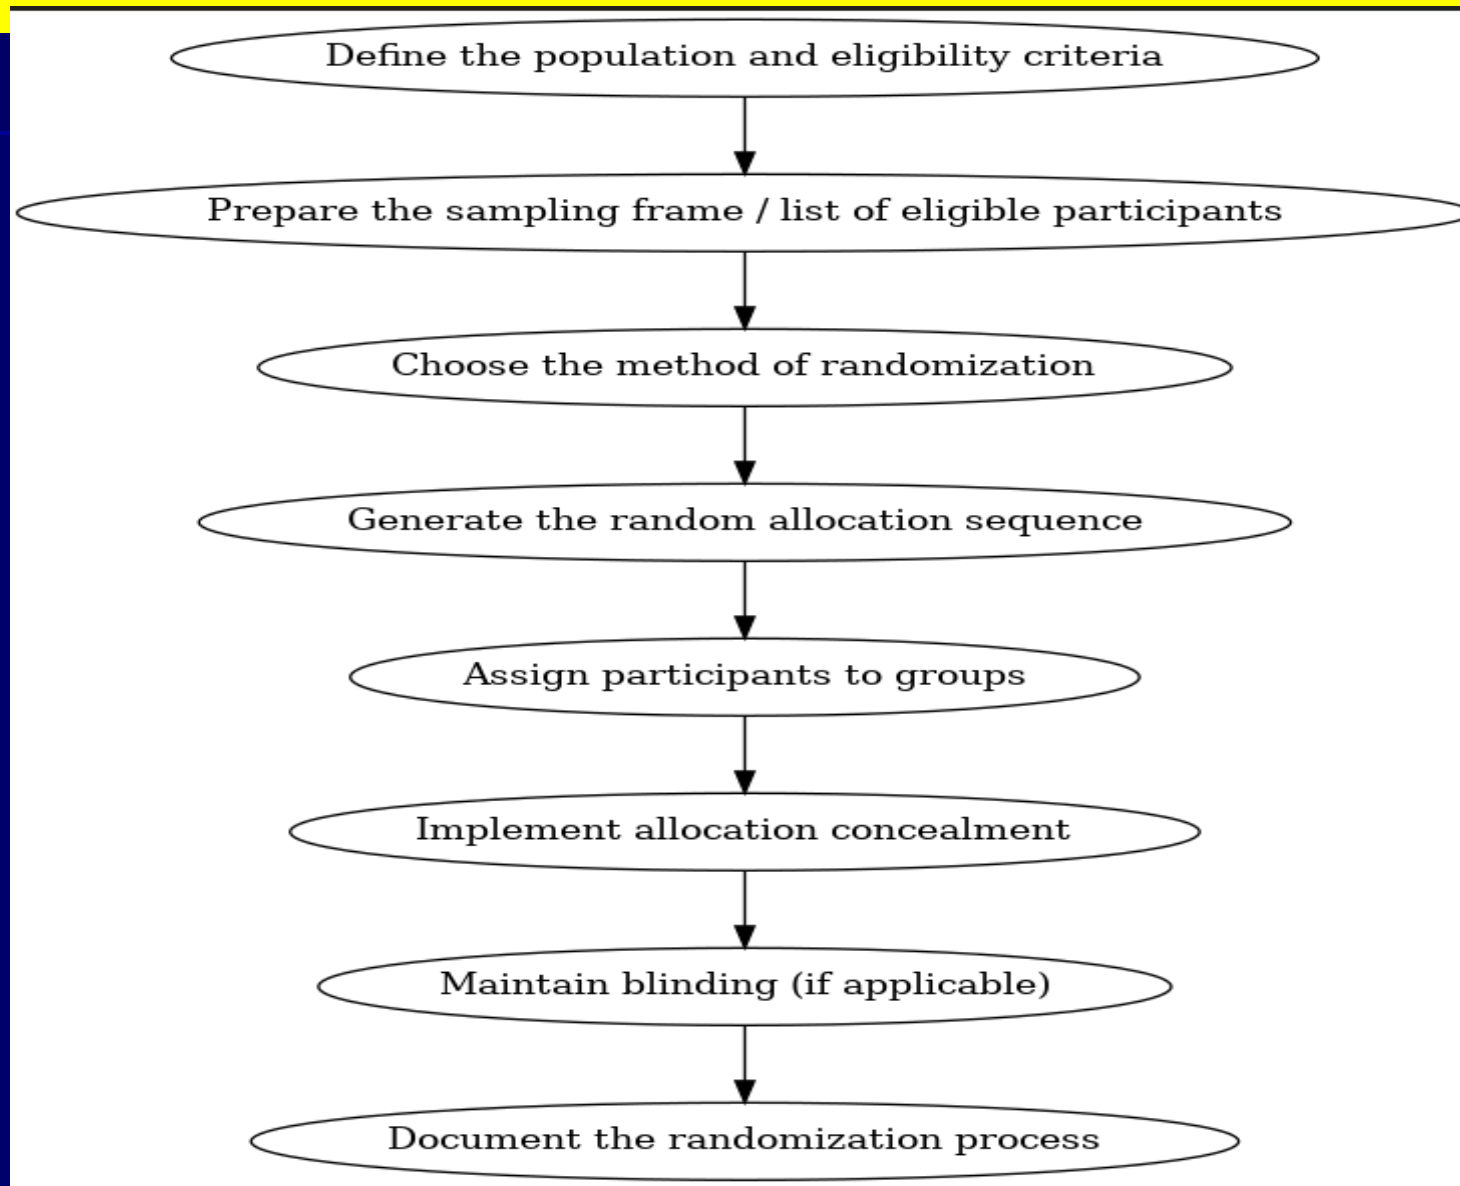 Define the population and eligibility criteria
Prepare the sampling frame / list of eligible participants
Choose the method of randomization
Generate the random allocation sequence
Assign participants to groups
Implement allocation concealment
Maintain blinding (if applicable)
Document the randomization process